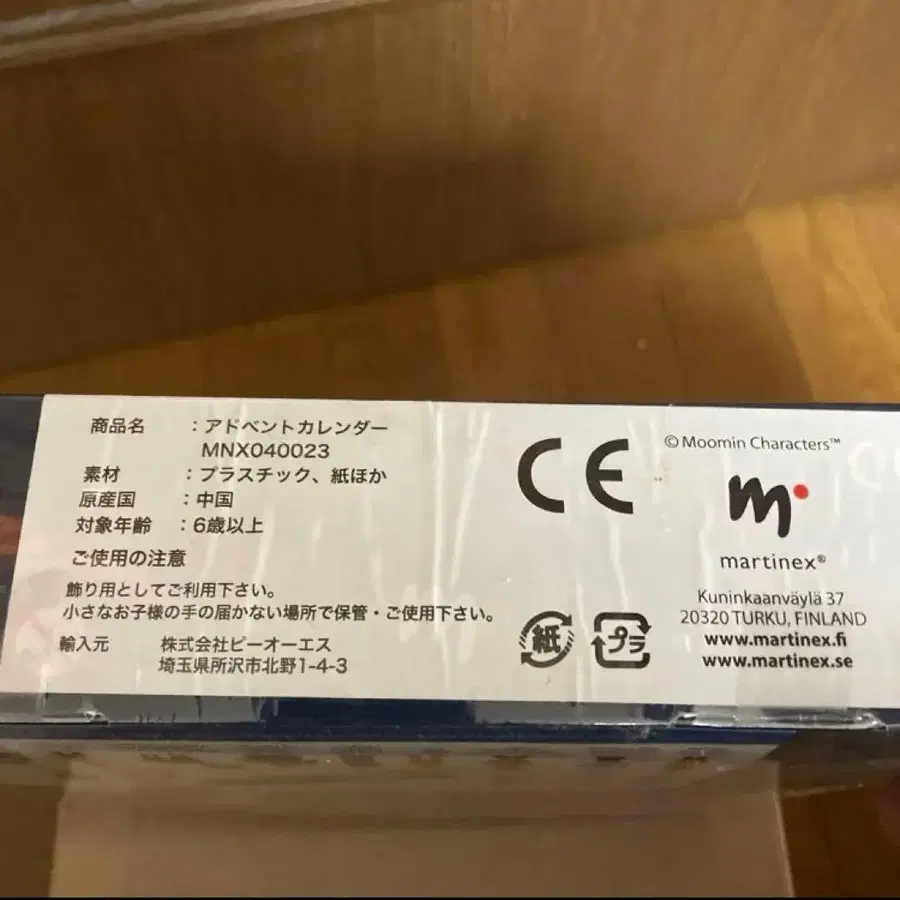 商品名 :アドベントカレンダー
MNX040023
素材 :プラスチック、紙ほか
原産国 :中国
対象年齢 :6歳以上
ご使用の注意
飾り用としてご利用下さい。
小さなお子様の手の届かない場所で保管・ご使用下さい。
輸入元 株式会社ピーオーエス
埼玉県所沢市北野1-4-3
CE
紙
プラ
© Moomin Characters™
m
martinex®
Kuninkaanväylä 37
20320 TURKU, FINLAND
www.martinex.fi
www.martinex.se